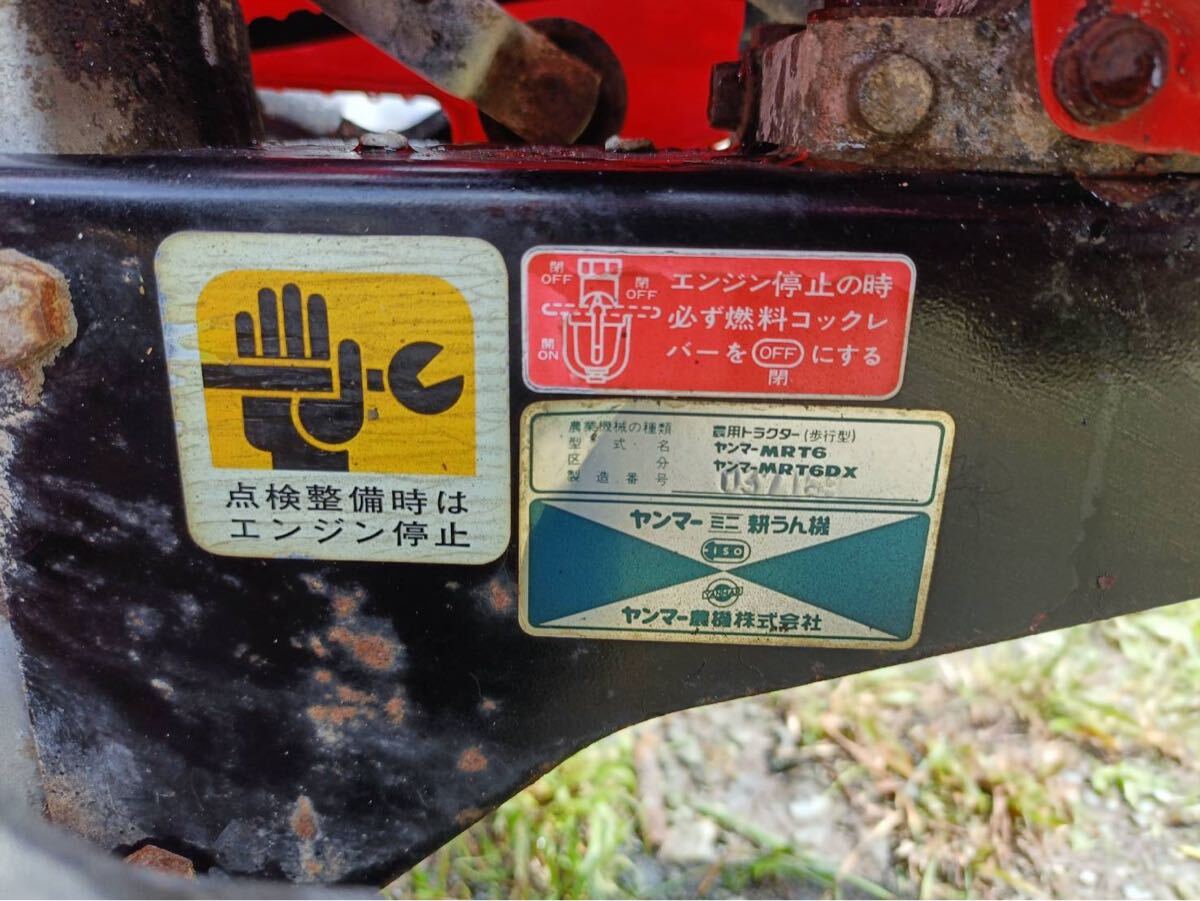 点検整備時は
エンジン停止
閉
OFF
閉
OFF
開
ON
エンジン停止の時
必ず燃料コックレ
バーを OFF にする
閉
農業機械の種類 農用トラクター(歩行型)
型式名 ヤンマーMRT6
区分 ヤンマーMRT6DX
製造番号
ヤンマー ミニ 耕うん機
ISO
YANMAR
ヤンマー農機株式会社